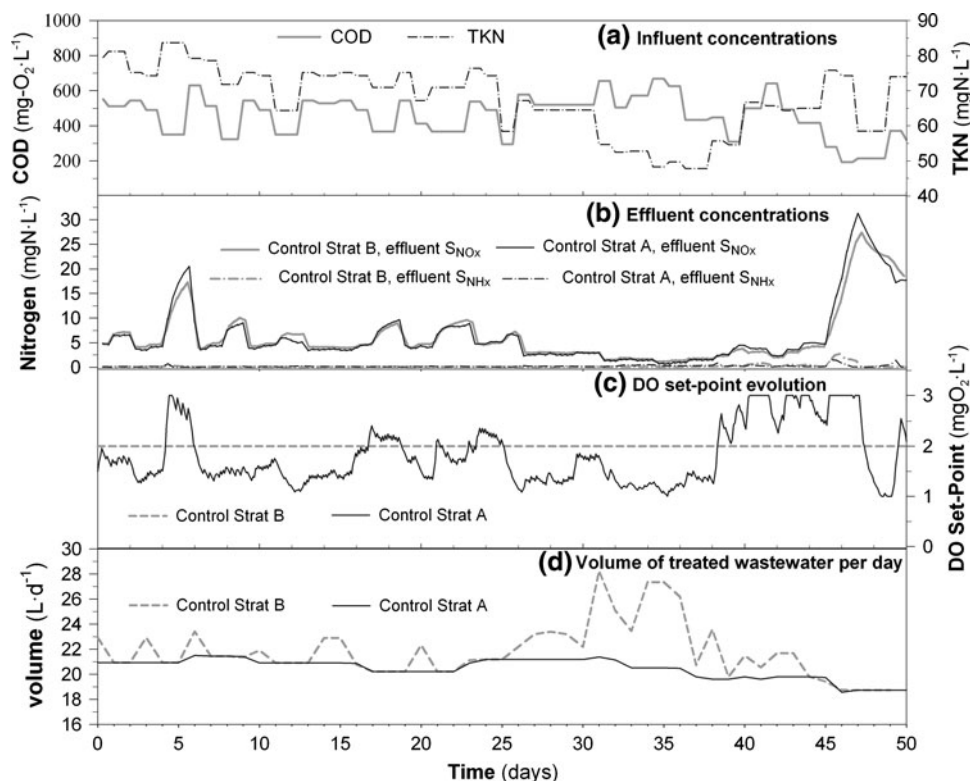 COD (mg-O₂·L⁻¹)
1000
800
600
400
200
COD
TKN
(a) Influent concentrations
90
80
70
60
50
40
TKN (mgN·L⁻¹)
Nitrogen (mgN·L⁻¹)
30
25
20
15
10
5
0
(b) Effluent concentrations
Control Strat B, effluent S_NOx
Control Strat A, effluent S_NOx
Control Strat B, effluent S_NHx
Control Strat A, effluent S_NHx
(c) DO set-point evolution
Control Strat B
Control Strat A
3
2
1
0
DO Set-Point (mgO₂·L⁻¹)
volume (L·d⁻¹)
30
28
26
24
22
20
18
16
(d) Volume of treated wastewater per day
Control Strat B
Control Strat A
0 5 10 15 20 25 30 35 40 45 50
Time (days)